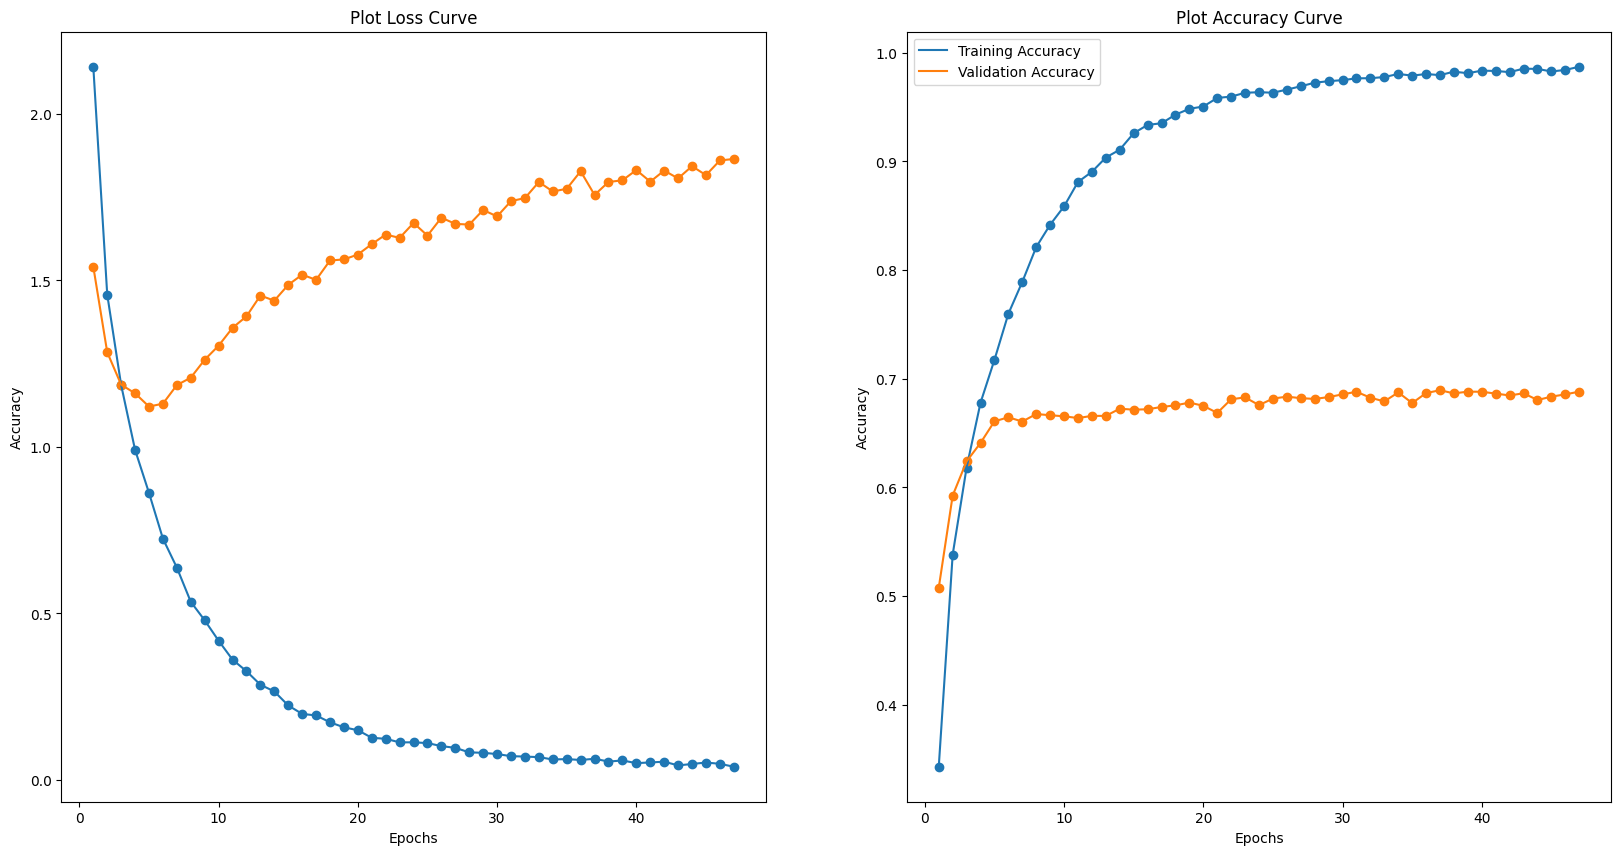 Plot Loss Curve
Accuracy
2.0
1.5
1.0
0.5
0.0
0 10 20 30 40
Epochs
Plot Accuracy Curve
Training Accuracy
Validation Accuracy
Accuracy
1.0
0.9
0.8
0.7
0.6
0.5
0.4
0 10 20 30 40
Epochs